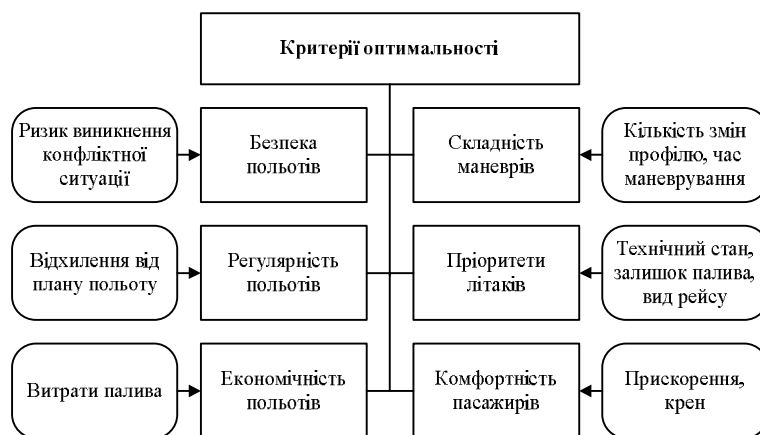 Критерії оптимальності
Ризик виникнення
конфліктної
ситуації
Безпека
польотів
Складність
маневрів
Кількість змін
профілю, час
маневрування
Відхилення від
плану польоту
Регулярність
польотів
Пріоритети
літаків
Технічний стан,
залишок палива,
вид рейсу
Витрати палива
Економічність
польотів
Комфортність
пасажирів
Прискорення,
крен